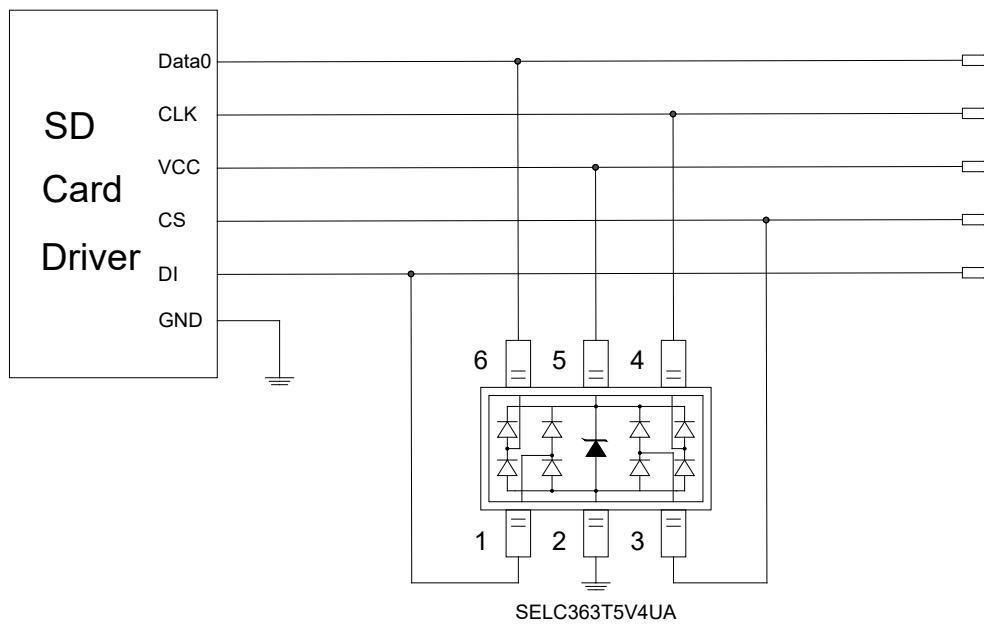 SD
Card
Driver
Data0
CLK
VCC
CS
DI
GND
6 5 4
1 2 3
SELC363T5V4UA